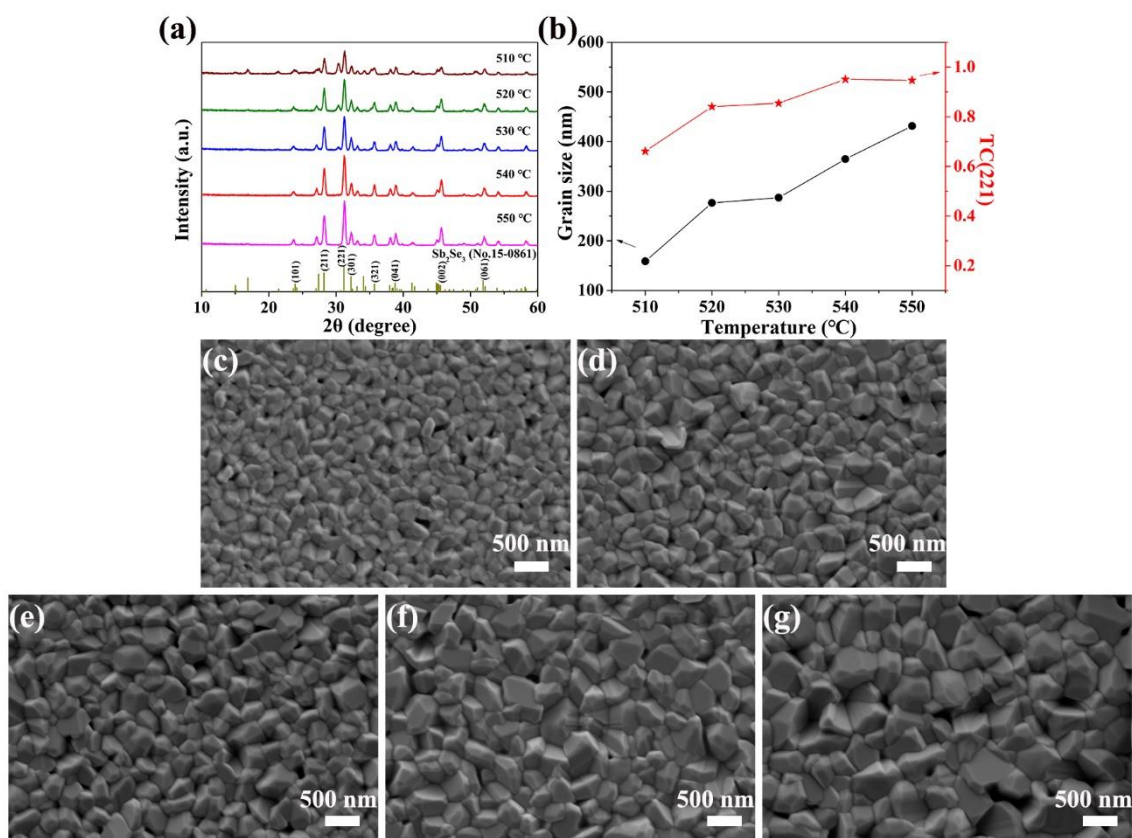 (a)
510 °C
520 °C
530 °C
540 °C
550 °C
Sb2Se3 (No.15-0861)
(101)
(211)
(221)
(301)
(321)
(041)
(002)
(061)
Intensity (a.u.)
10 20 30 40 50 60
2θ (degree)
(b)
600
500
400
300
200
100
Grain size (nm)
1.0
0.8
0.6
0.4
0.2
TC(221)
510 520 530 540 550
Temperature (°C)
(c)
500 nm
(d)
500 nm
(e)
500 nm
(f)
500 nm
(g)
500 nm